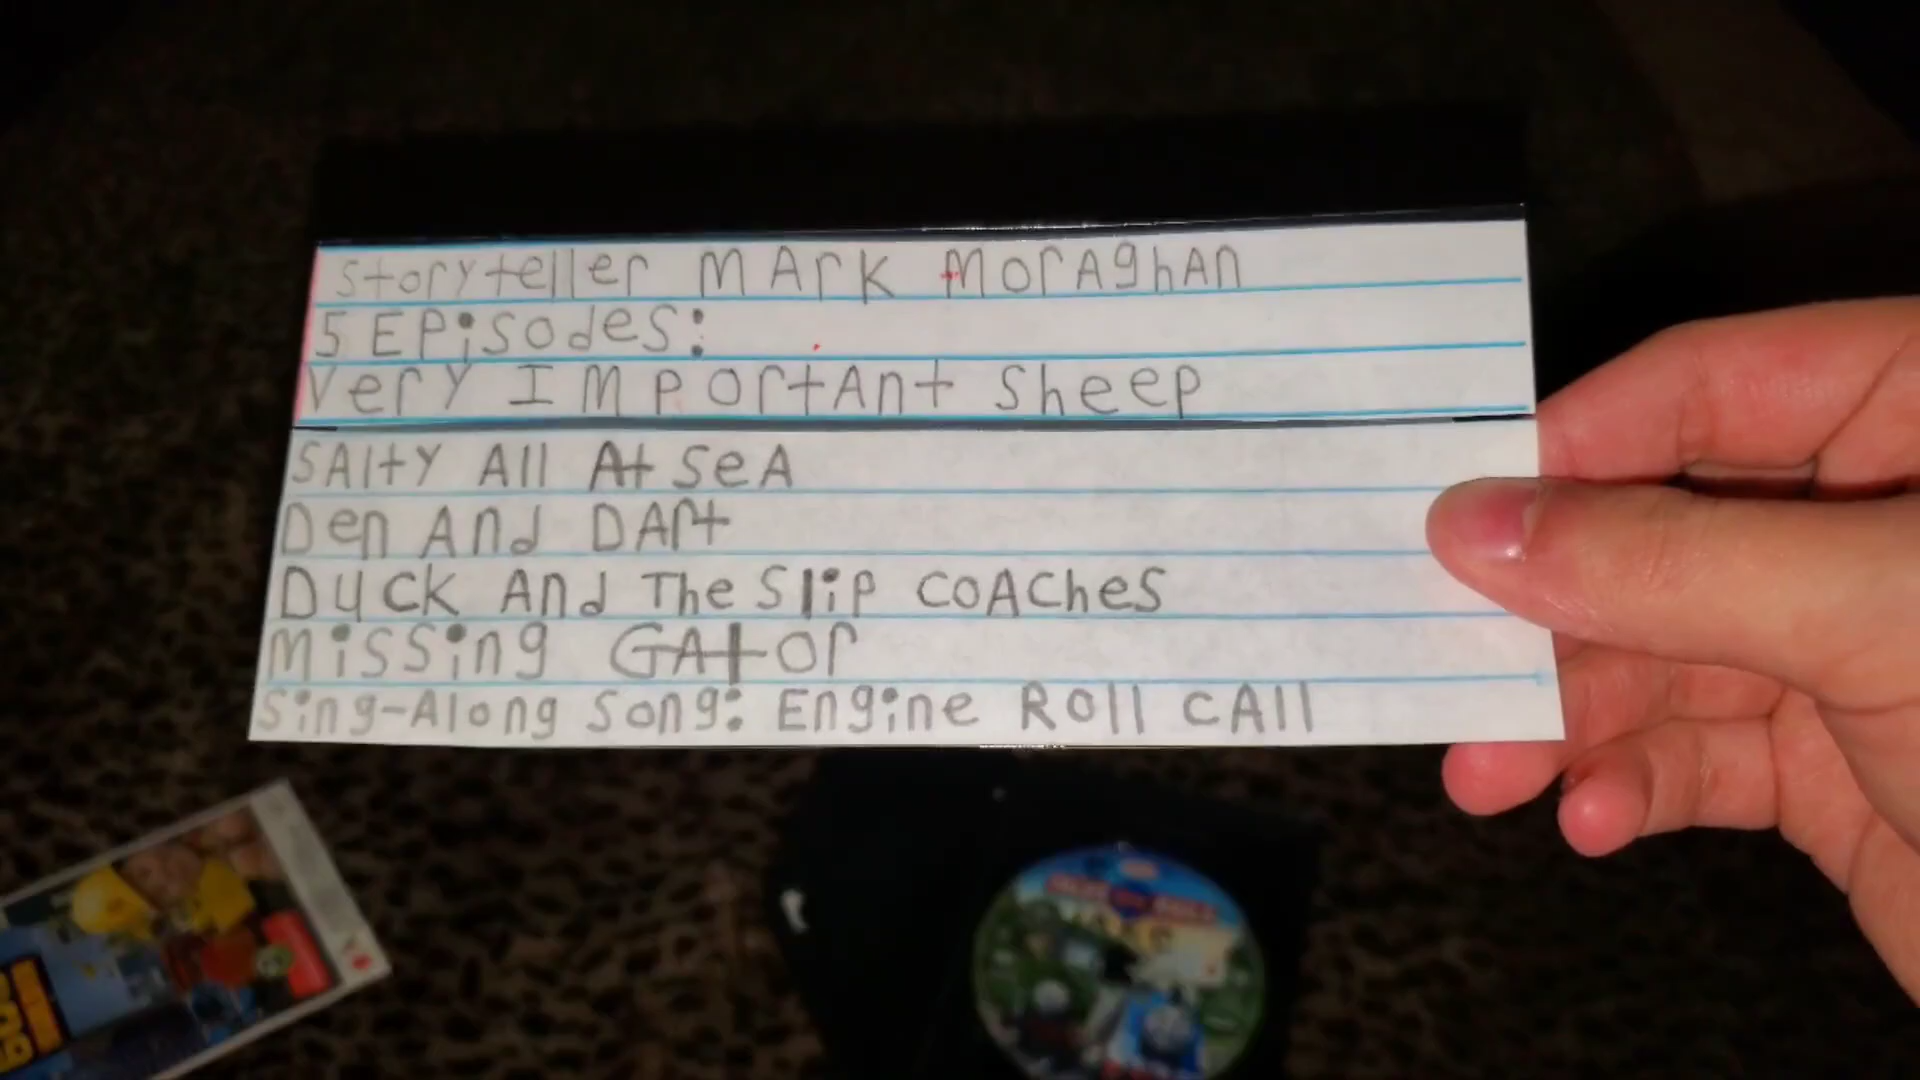 Storyteller MArk MorAghAn
5 EPiSodeS:
Very ImPortAnt Sheep
SAlty All At SeA
Den And DArt
Duck And The Slip CoAcheS
MiSSing GAtor
Sing-Along Song: Engine Roll cAll